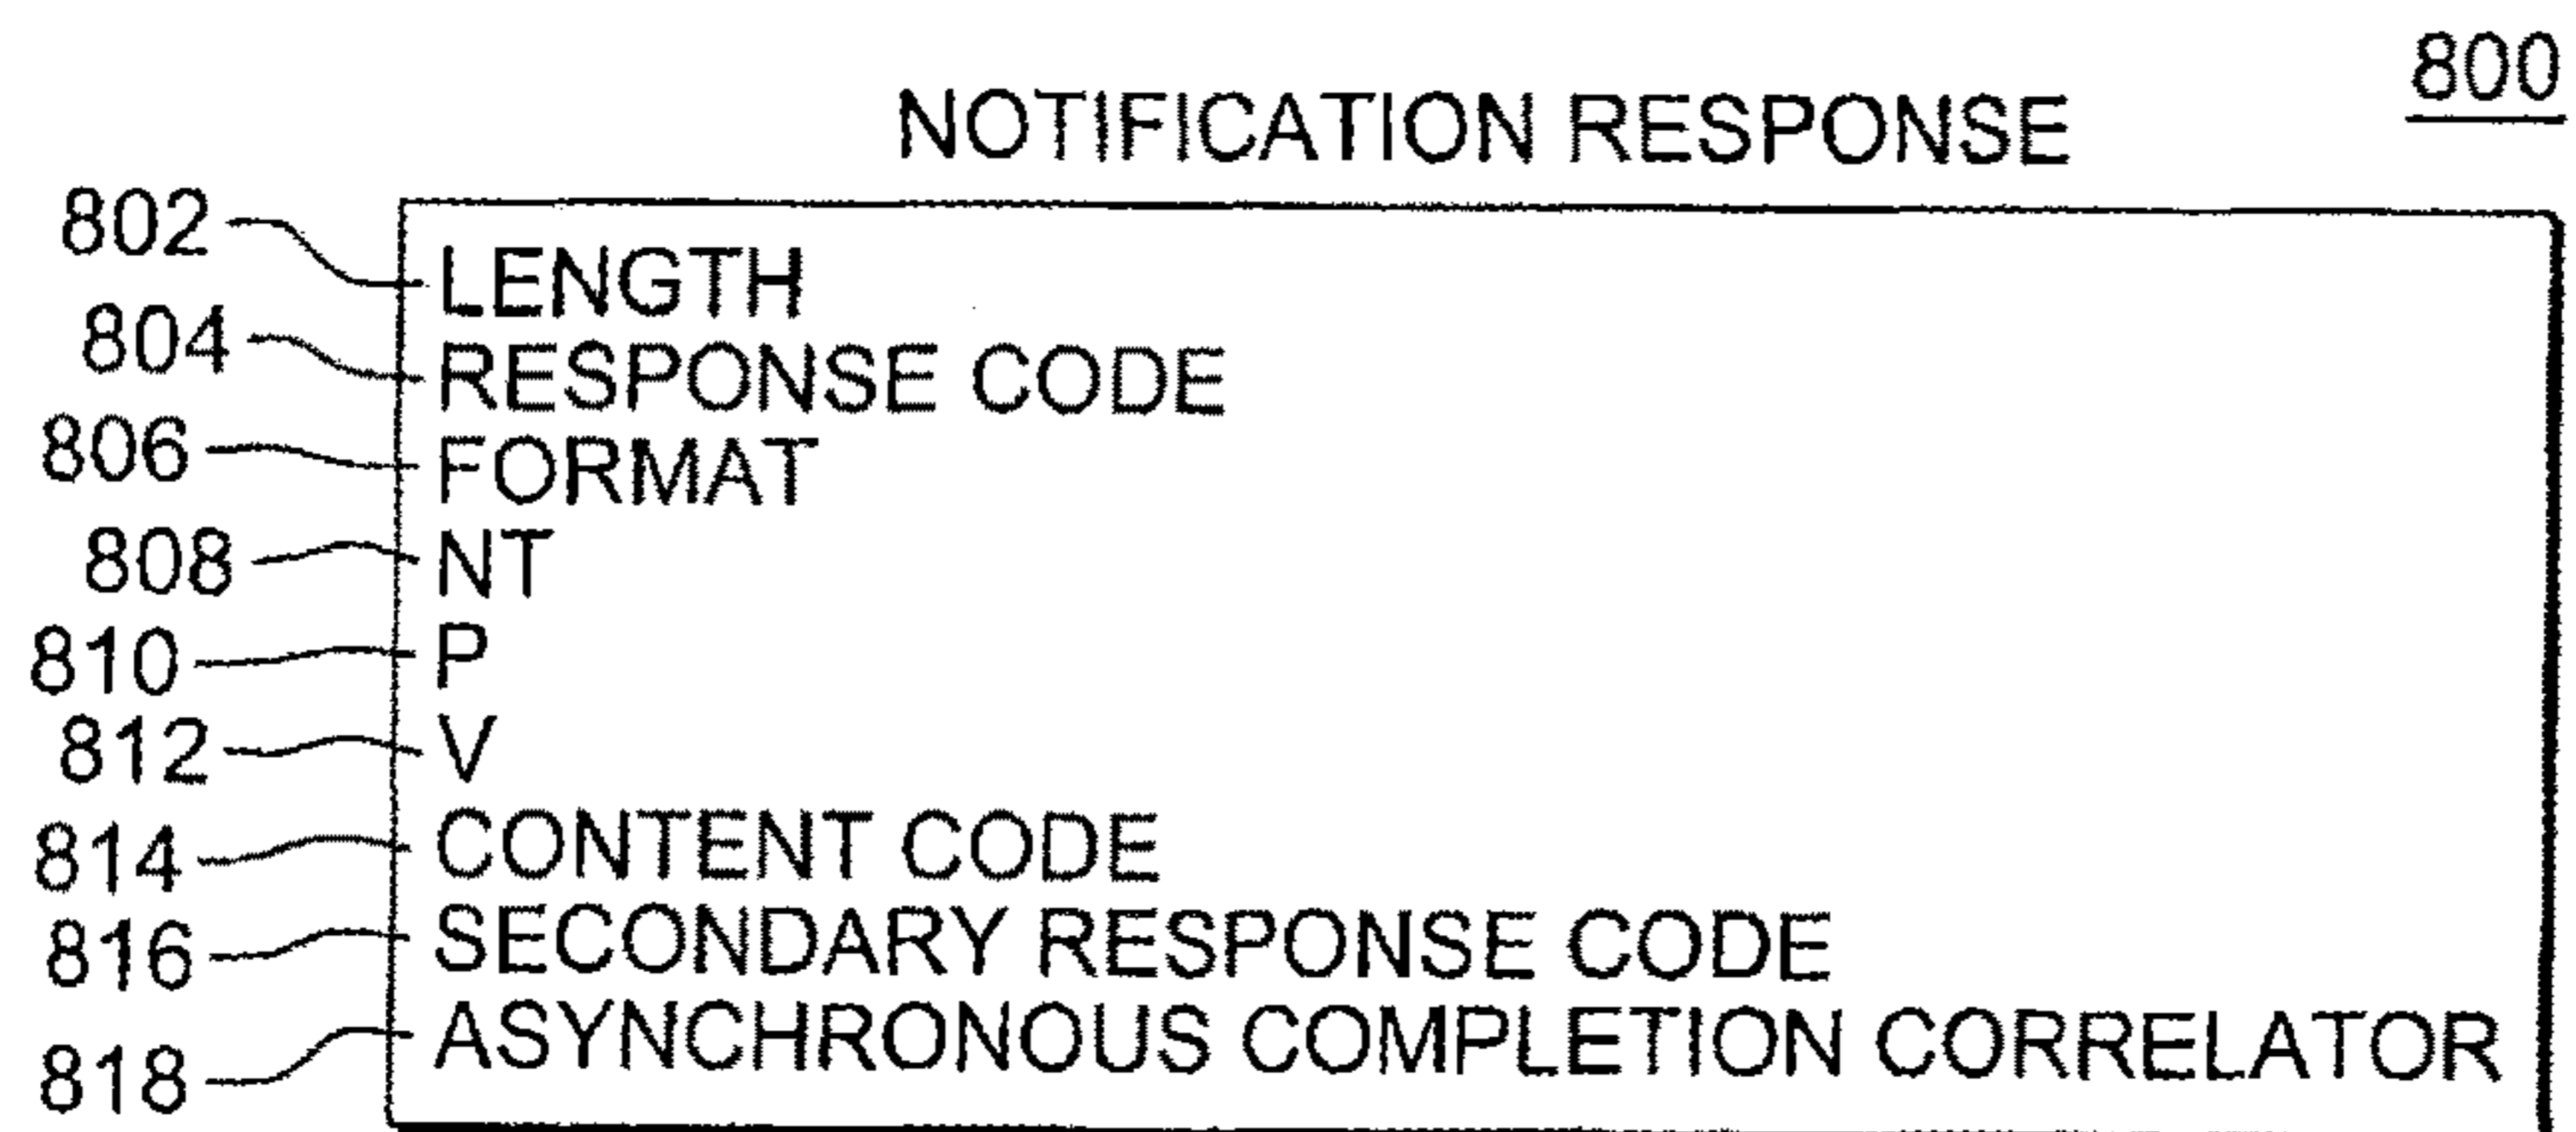 800
NOTIFICATION RESPONSE
802 LENGTH
804 RESPONSE CODE
806 FORMAT
808 NT
810 P
812 V
814 CONTENT CODE
816 SECONDARY RESPONSE CODE
818 ASYNCHRONOUS COMPLETION CORRELATOR